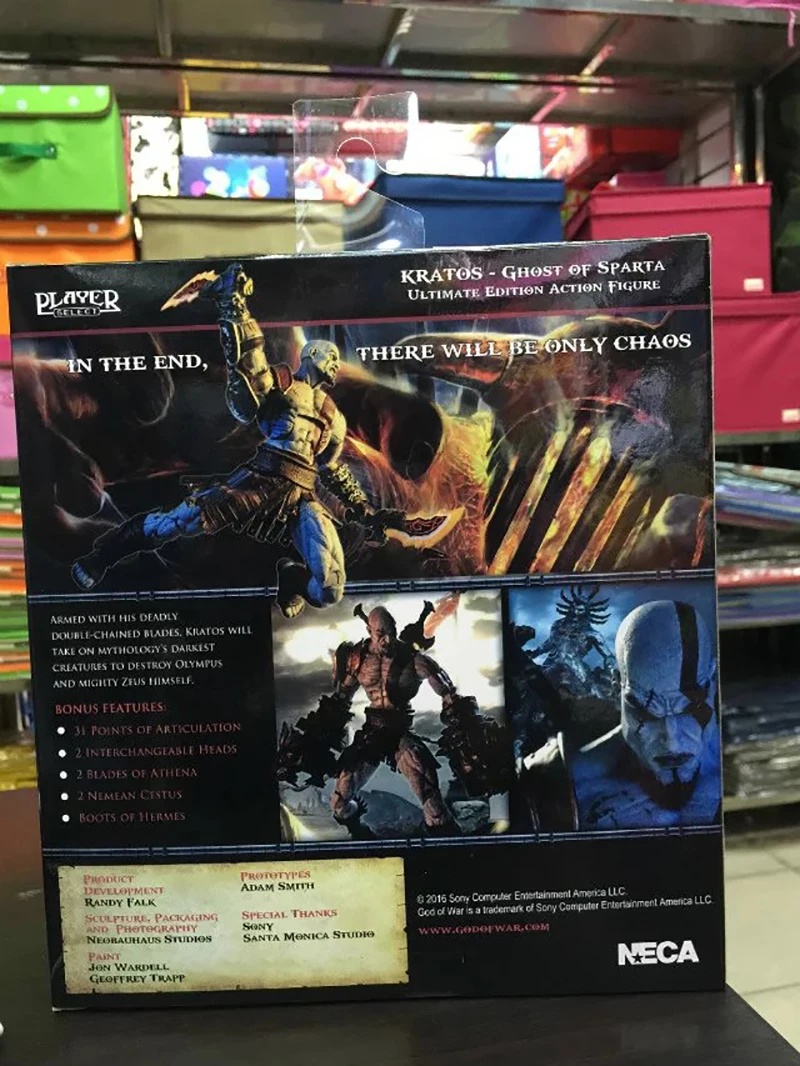 PLAYER
SELECT
KRATOS - GHOST OF SPARTA
ULTIMATE EDITION ACTION FIGURE
IN THE END,
THERE WILL BE ONLY CHAOS
ARMED WITH HIS DEADLY
DOUBLE-CHAINED BLADES, KRATOS WILL
TAKE ON MYTHOLOGY'S DARKEST
CREATURES TO DESTROY OLYMPUS
AND MIGHTY ZEUS HIMSELF.
BONUS FEATURES:
• 31 POINTS OF ARTICULATION
• 2 INTERCHANGEABLE HEADS
• 2 BLADES OF ATHENA
• 2 NEMEAN CESTUS
• BOOTS OF HERMES
PRODUCT
DEVELOPMENT
RANDY FALK
SCULPTURE, PACKAGING
AND PHOTOGRAPHY
NEOBAUHAUS STUDIOS
PAINT
JON WARDELL
GEOFFREY TRAPP
PROTOTYPES
ADAM SMITH
SPECIAL THANKS
SONY
SANTA MONICA STUDIO
© 2016 Sony Computer Entertainment America LLC.
God of War is a trademark of Sony Computer Entertainment America LLC.
WWW.GODOFWAR.COM
NECA